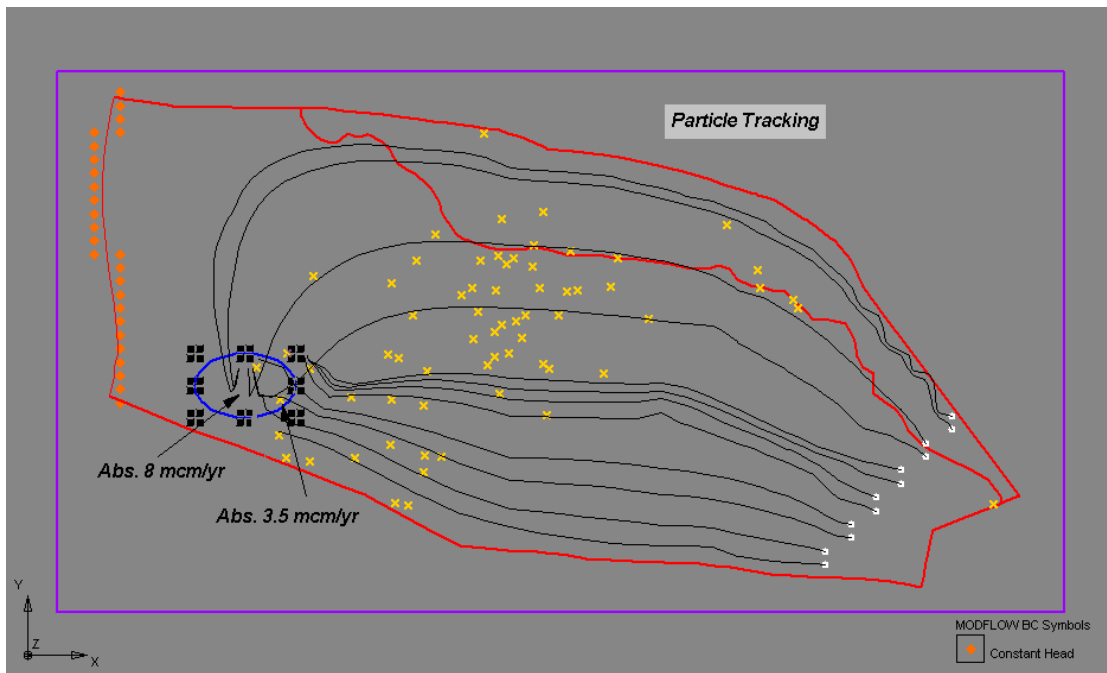 Particle Tracking
Abs. 8 mcm/yr
Abs. 3.5 mcm/yr
Y
Z
X
MODFLOW BC Symbols
Constant Head